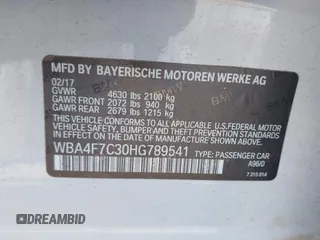 MFD BY BAYERISCHE MOTOREN WERKE AG
02/17
GVWR 4630 lbs 2100 kg
GAWR FRONT 2072 lbs 940 kg
GAWR REAR 2679 lbs 1215 kg
THIS VEHICLE CONFORMS TO ALL APPLICABLE
U.S. FEDERAL MOTOR VEHICLE SAFETY, BUMPER,
AND THEFT PREVENTION STANDARDS IN EFFECT
ON THE DATE OF MANUFACTURE SHOWN ABOVE.
WBA4F7C30HG789541 TYPE: PASSENGER CAR
A96/0
7 315 814
AUTOBIDMASTER